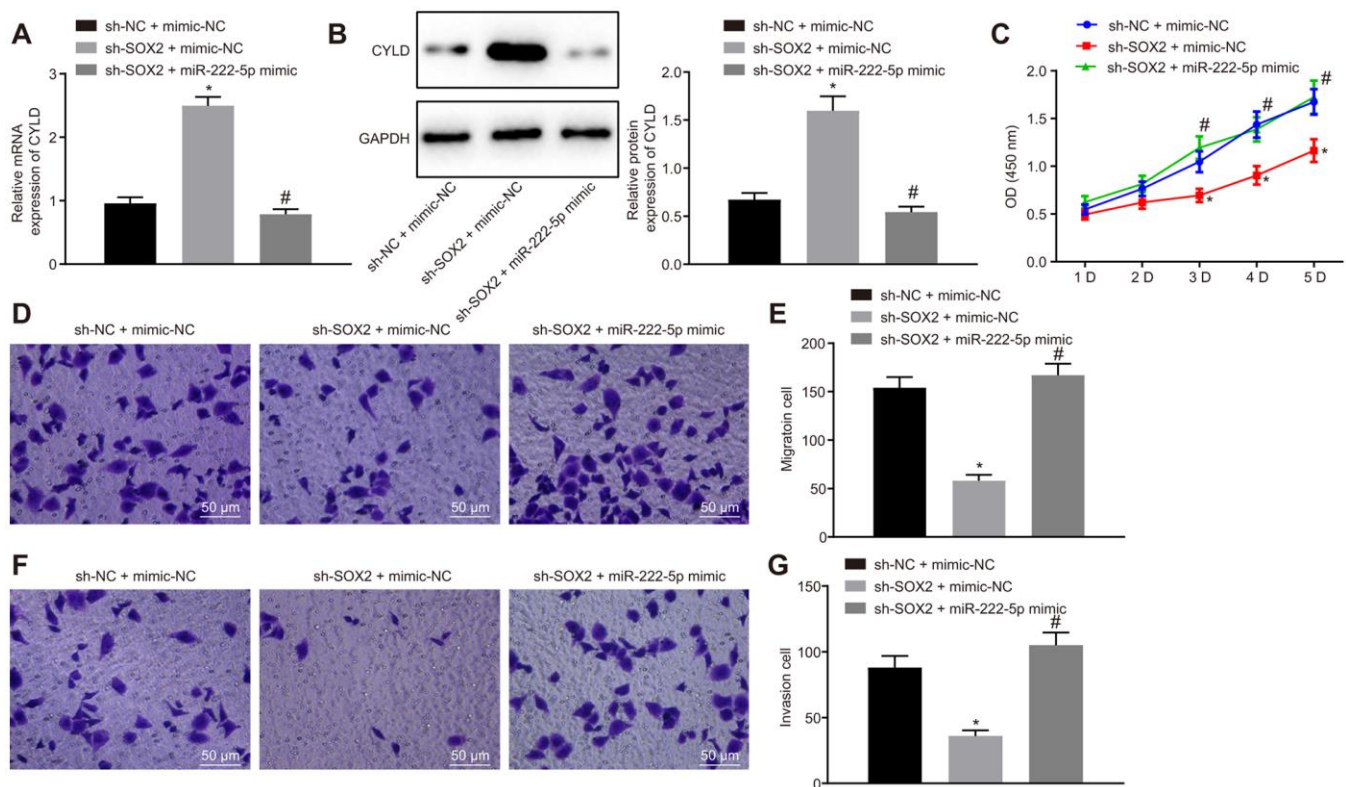 A
sh-NC + mimic-NC
sh-SOX2 + mimic-NC
sh-SOX2 + miR-222-5p mimic
Relative mRNA
expression of CYLD
3
2
1
0
*
#
B
CYLD
GAPDH
sh-NC + mimic-NC
sh-SOX2 + mimic-NC
sh-SOX2 + miR-222-5p mimic
sh-NC + mimic-NC
sh-SOX2 + mimic-NC
sh-SOX2 + miR-222-5p mimic
Relative protein
expression of CYLD
2.0
1.5
1.0
0.5
0.0
*
#
C
sh-NC + mimic-NC
sh-SOX2 + mimic-NC
sh-SOX2 + miR-222-5p mimic
OD (450 nm)
2.0
1.5
1.0
0.5
0.0
#
#
#
*
*
*
1 D
2 D
3 D
4 D
5 D
D
sh-NC + mimic-NC
sh-SOX2 + mimic-NC
sh-SOX2 + miR-222-5p mimic
50 µm
50 µm
50 µm
E
sh-NC + mimic-NC
sh-SOX2 + mimic-NC
sh-SOX2 + miR-222-5p mimic
Migratoin cell
200
150
100
50
0
*
#
F
sh-NC + mimic-NC
sh-SOX2 + mimic-NC
sh-SOX2 + miR-222-5p mimic
50 µm
50 µm
50 µm
G
sh-NC + mimic-NC
sh-SOX2 + mimic-NC
sh-SOX2 + miR-222-5p mimic
Invasion cell
150
100
50
0
*
#